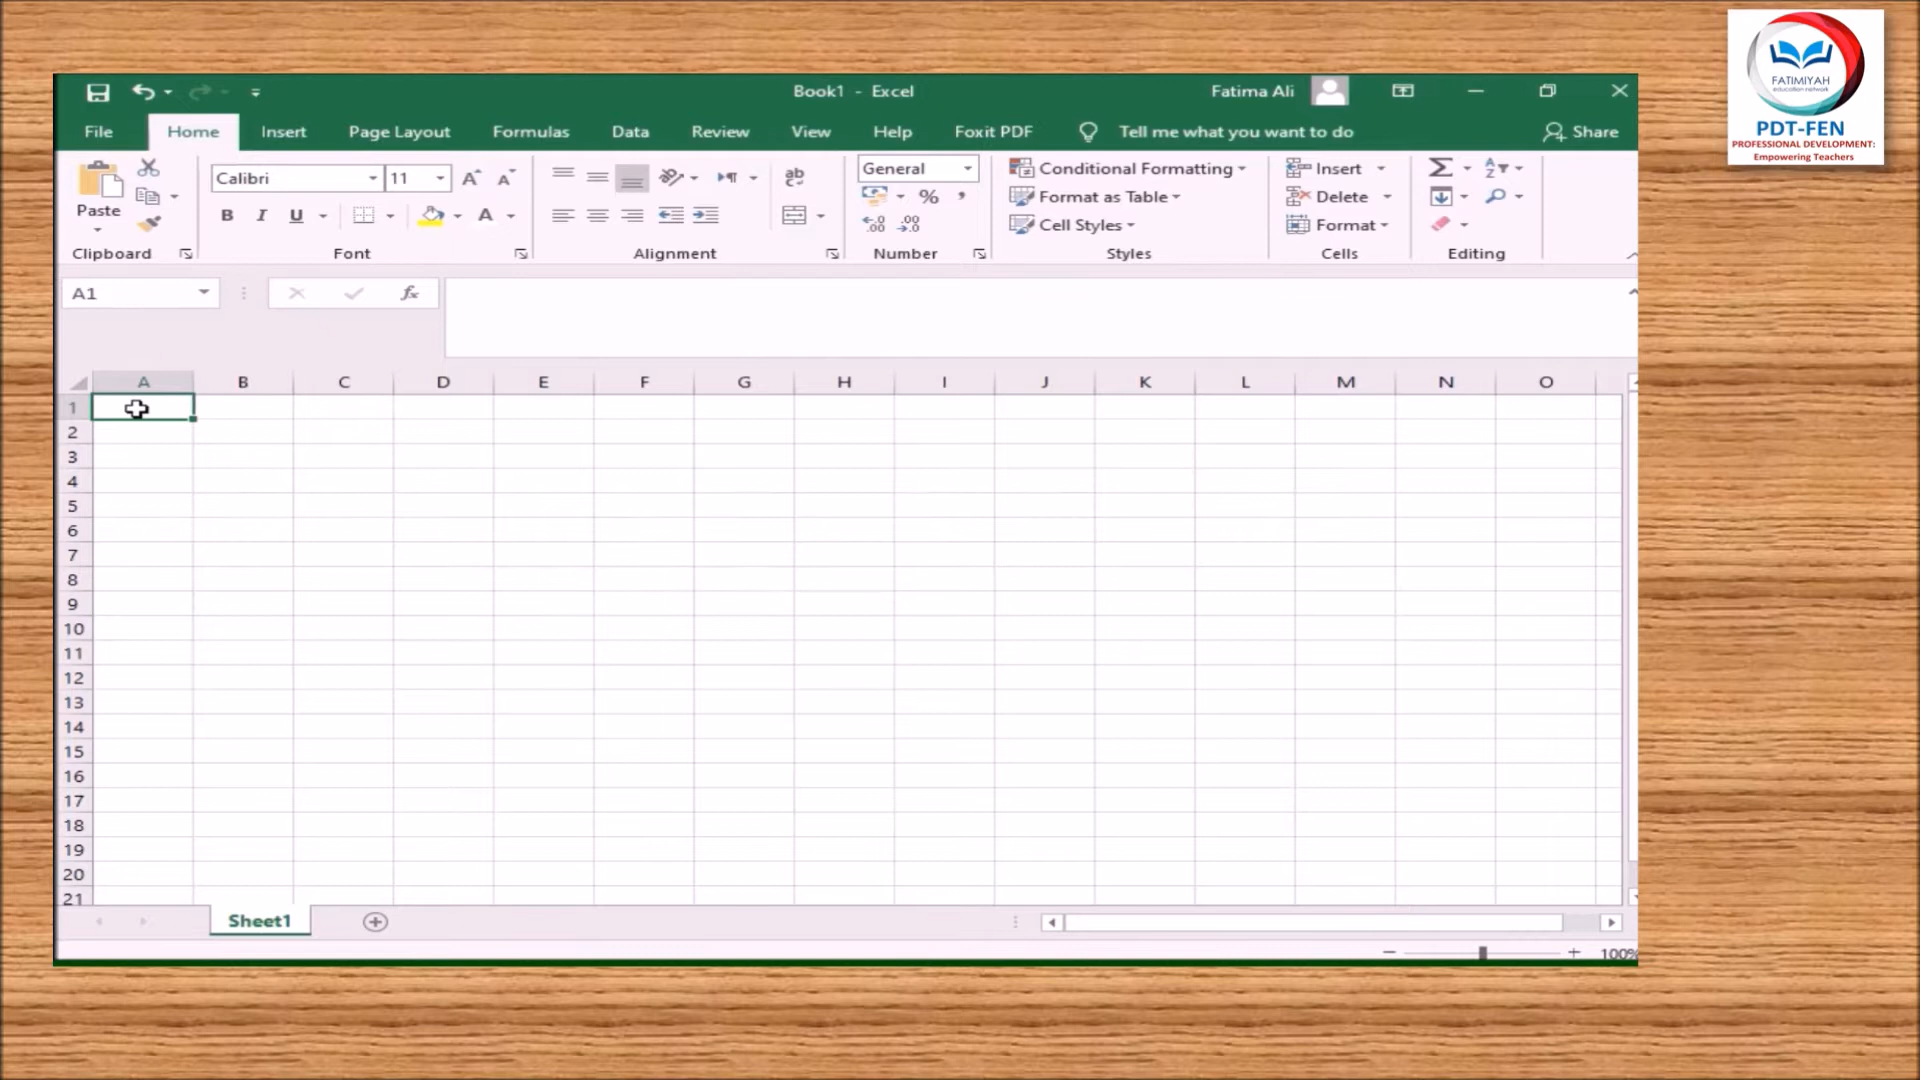 FATIMIYAH
education network
PDT-FEN
PROFESSIONAL DEVELOPMENT:
Empowering Teachers
Book1 - Excel
Fatima Ali
File Home Insert Page Layout Formulas Data Review View Help Foxit PDF Tell me what you want to do Share
Paste
Clipboard
Calibri 11
B I U A
Font
ab
Alignment
General
% ,
Number
Conditional Formatting
Format as Table
Cell Styles
Styles
Insert
Delete
Format
Cells
Editing
A1
fx
A B C D E F G H I J K L M N O
1
2
3
4
5
6
7
8
9
10
11
12
13
14
15
16
17
18
19
20
21
Sheet1
100%